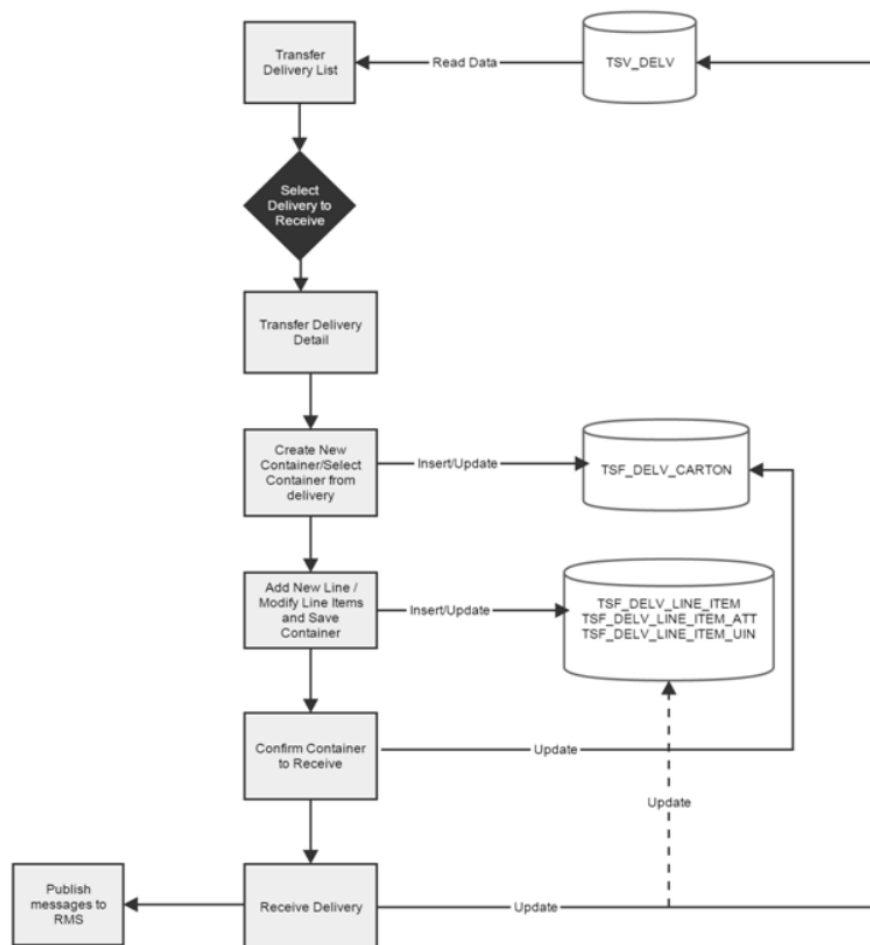 Transfer
Delivery List
Read Data
TSV_DELV
Select
Delivery to
Receive
Transfer Delivery
Detail
Create New
Container/Select
Container from
delivery
Insert/Update
TSF_DELV_CARTON
Add New Line /
Modify Line Items
and Save
Container
Insert/Update
TSF_DELV_LINE_ITEM
TSF_DELV_LINE_ITEM_ATT
TSF_DELV_LINE_ITEM_UIN
Confirm Container
to Receive
Update
Update
Publish
messages to
RMS
Receive Delivery
Update